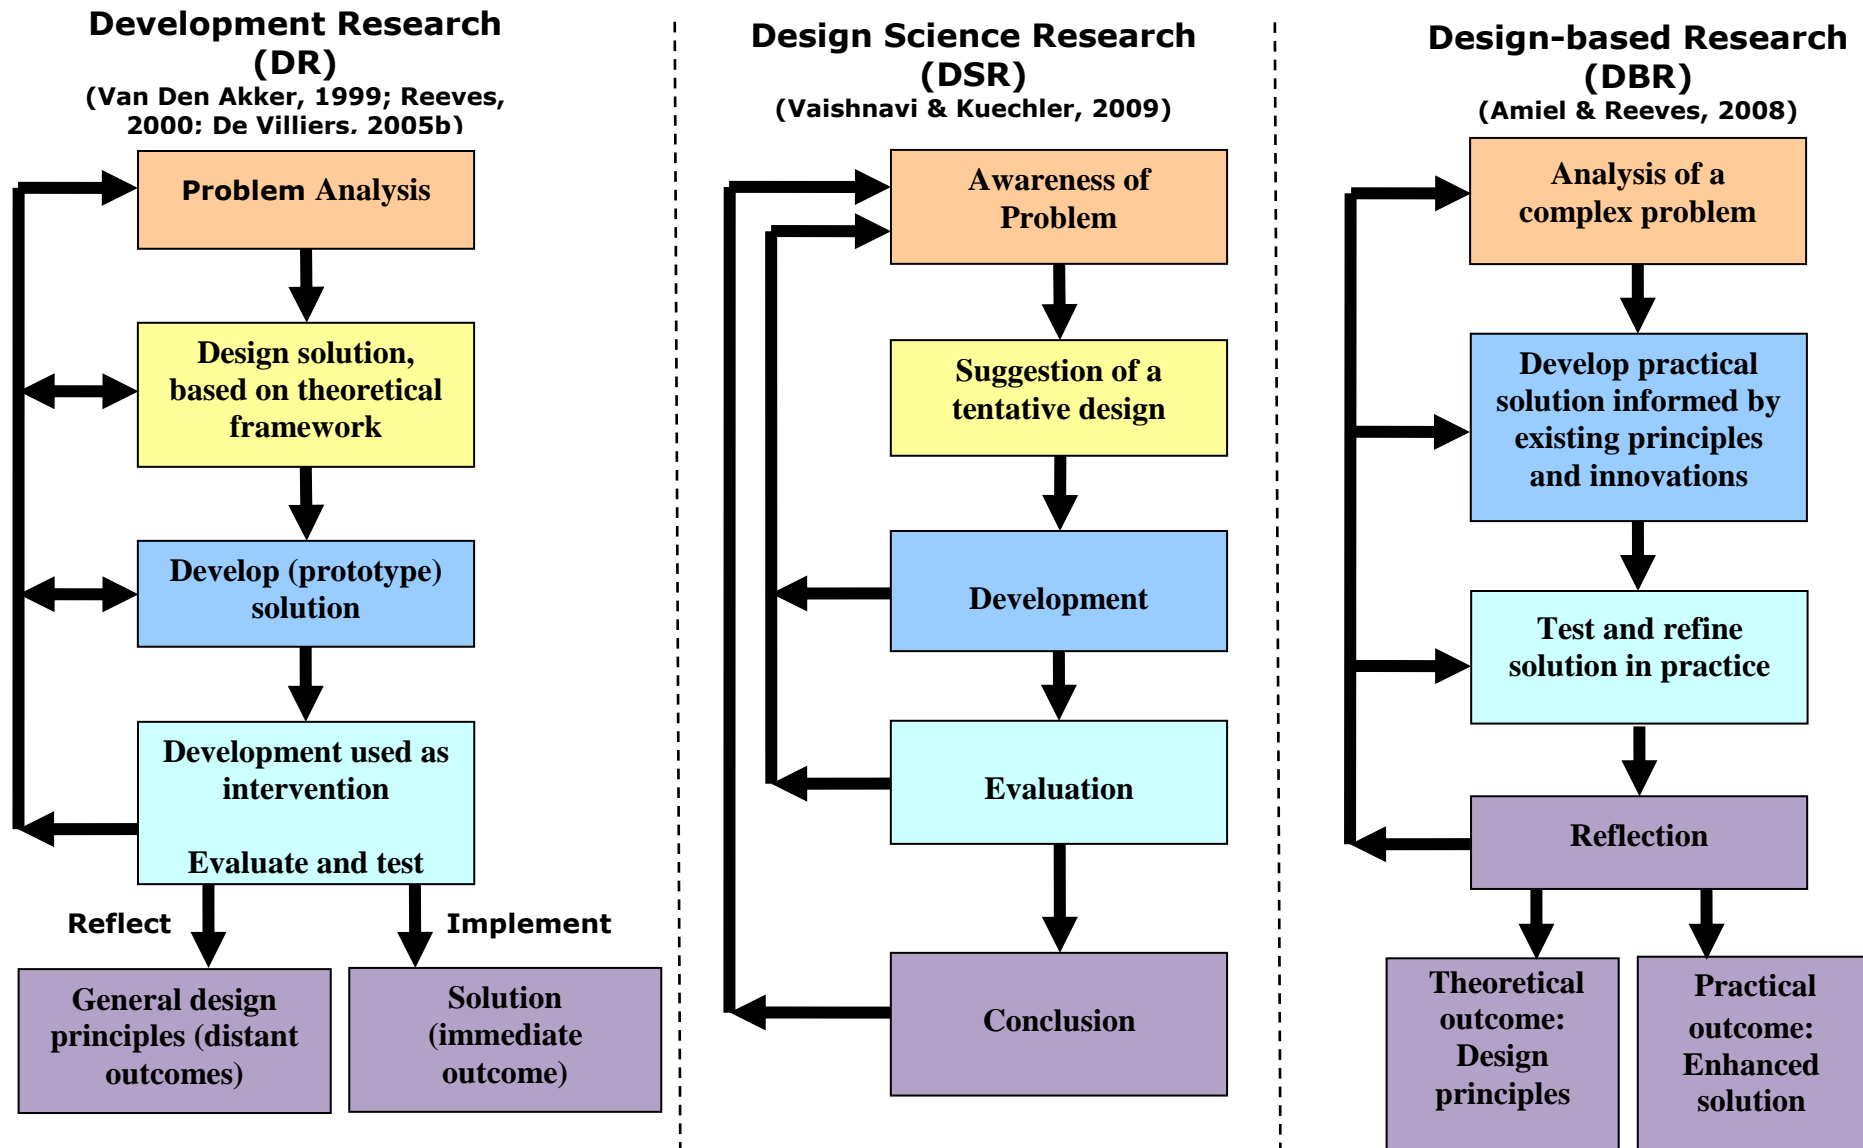 Development Research
(DR)
(Van Den Akker, 1999; Reeves,
2000; De Villiers, 2005b)
Problem Analysis
Design solution,
based on theoretical
framework
Develop (prototype)
solution
Development used as
intervention
Evaluate and test
Reflect
Implement
General design
principles (distant
outcomes)
Solution
(immediate
outcome)
Design Science Research
(DSR)
(Vaishnavi & Kuechler, 2009)
Awareness of
Problem
Suggestion of a
tentative design
Development
Evaluation
Conclusion
Design-based Research
(DBR)
(Amiel & Reeves, 2008)
Analysis of a
complex problem
Develop practical
solution informed by
existing principles
and innovations
Test and refine
solution in practice
Reflection
Theoretical
outcome:
Design
principles
Practical
outcome:
Enhanced
solution